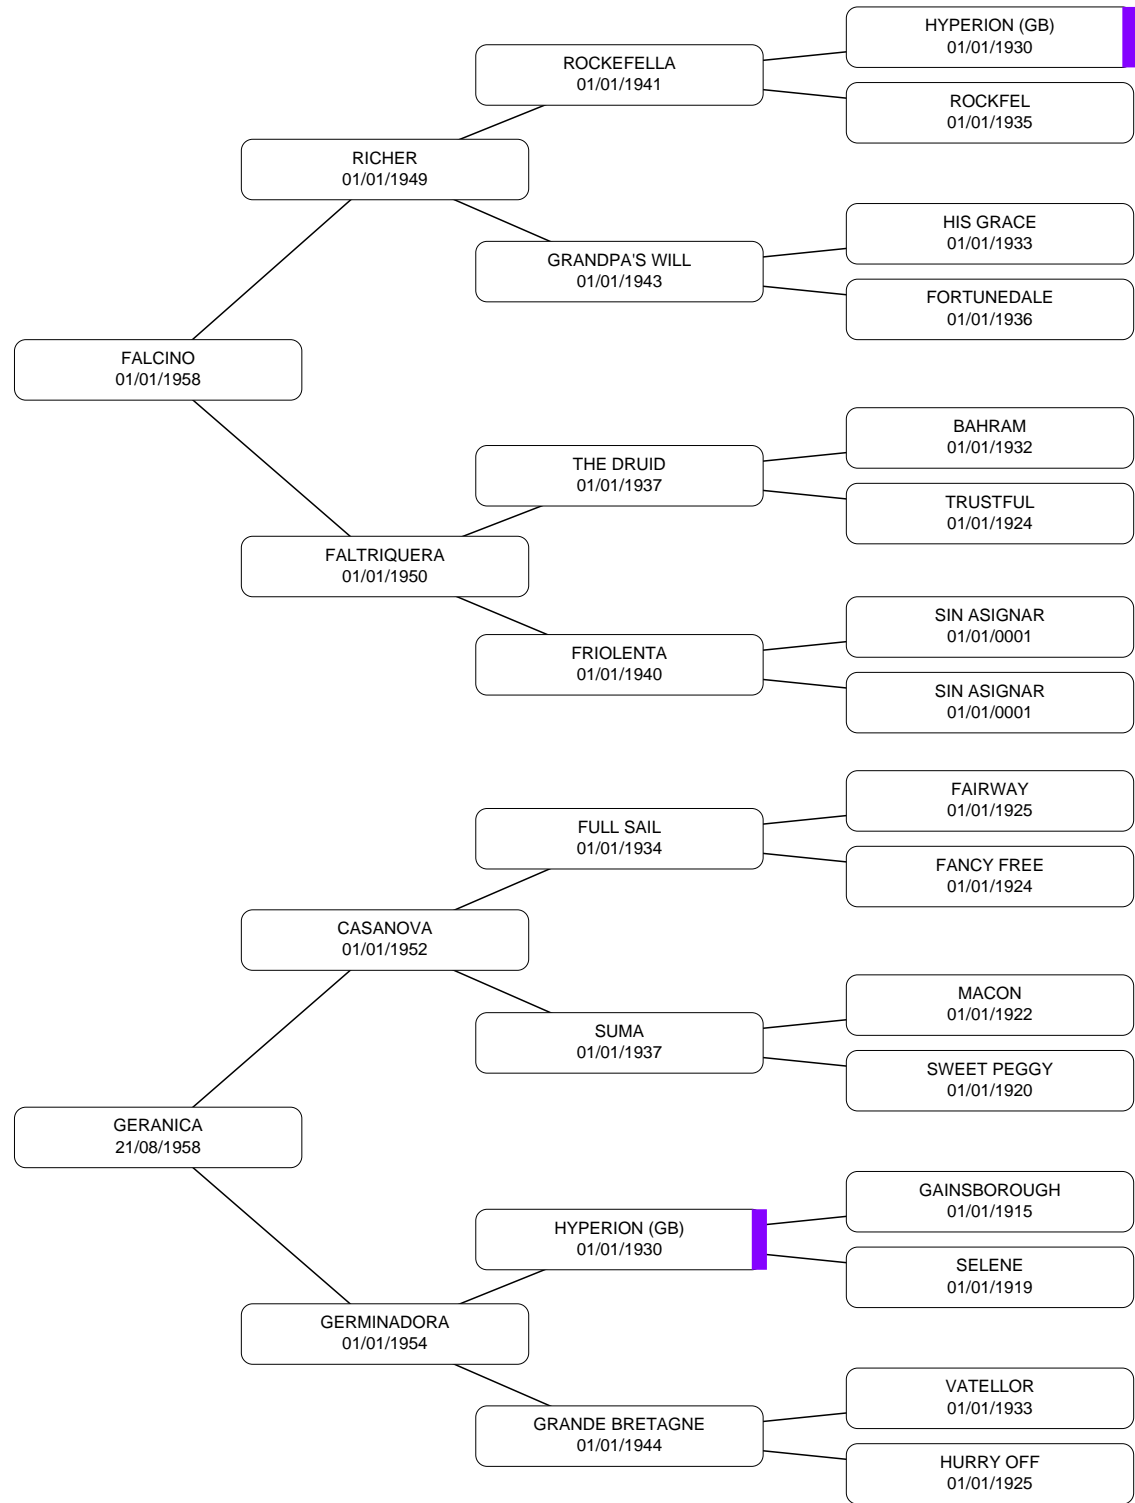 HYPERION (GB)
01/01/1930
ROCKEFELLA
01/01/1941
ROCKFEL
01/01/1935
RICHER
01/01/1949
HIS GRACE
01/01/1933
GRANDPA'S WILL
01/01/1943
FORTUNEDALE
01/01/1936
FALCINO
01/01/1958
BAHRAM
01/01/1932
THE DRUID
01/01/1937
TRUSTFUL
01/01/1924
FALTRIQUERA
01/01/1950
SIN ASIGNAR
01/01/0001
FRIOLENTA
01/01/1940
SIN ASIGNAR
01/01/0001
FAIRWAY
01/01/1925
FULL SAIL
01/01/1934
FANCY FREE
01/01/1924
CASANOVA
01/01/1952
MACON
01/01/1922
SUMA
01/01/1937
SWEET PEGGY
01/01/1920
GERANICA
21/08/1958
GAINSBOROUGH
01/01/1915
HYPERION (GB)
01/01/1930
SELENE
01/01/1919
GERMINADORA
01/01/1954
VATELLOR
01/01/1933
GRANDE BRETAGNE
01/01/1944
HURRY OFF
01/01/1925